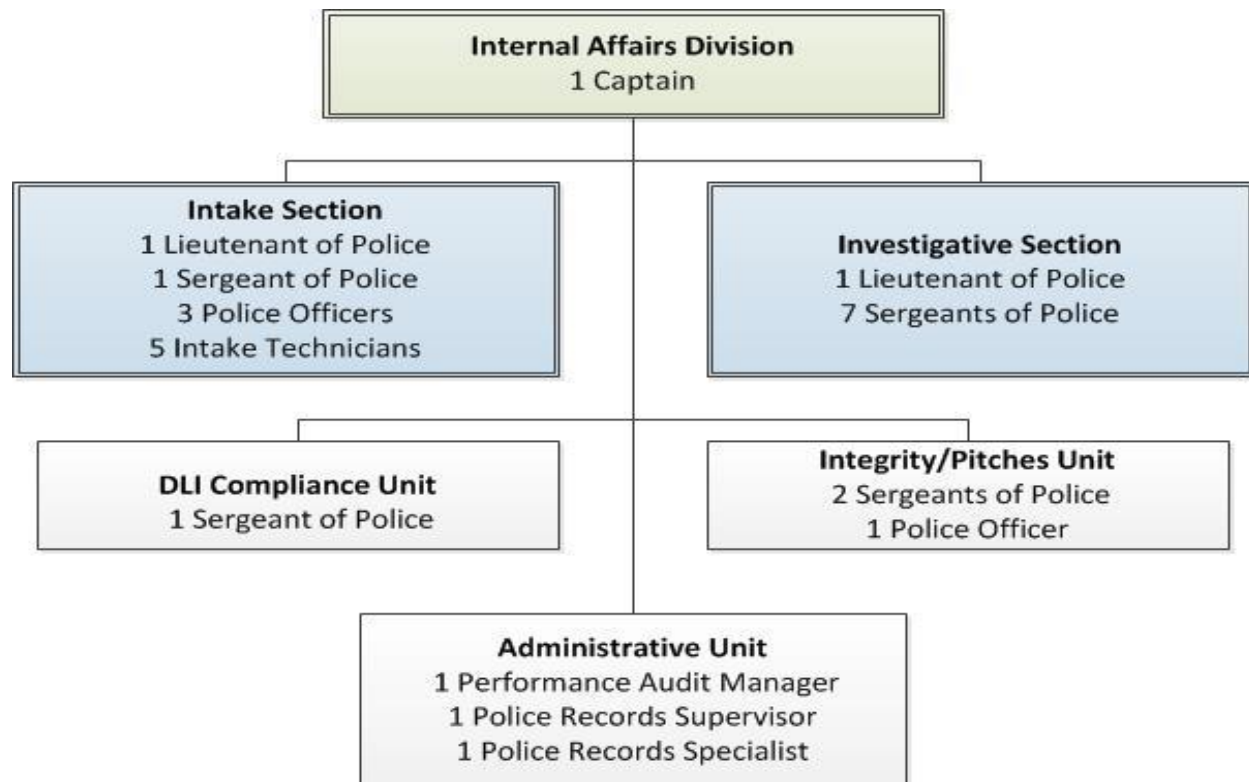 Internal Affairs Division
1 Captain
Intake Section
1 Lieutenant of Police
1 Sergeant of Police
3 Police Officers
5 Intake Technicians
Investigative Section
1 Lieutenant of Police
7 Sergeants of Police
DLI Compliance Unit
1 Sergeant of Police
Integrity/Pitches Unit
2 Sergeants of Police
1 Police Officer
Administrative Unit
1 Performance Audit Manager
1 Police Records Supervisor
1 Police Records Specialist